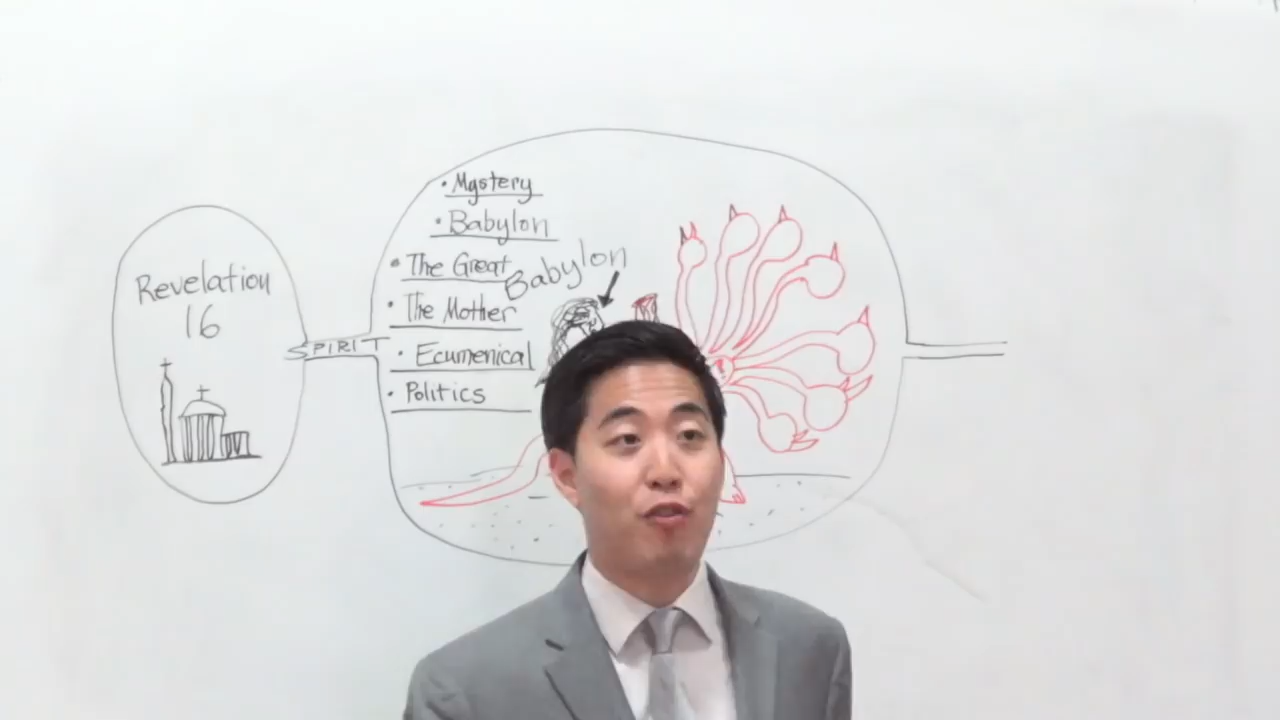 Revelation
16
SPIRIT
• Mystery
• Babylon
• The Great
• The Mother
• Ecumenical
• Politics
Babylon